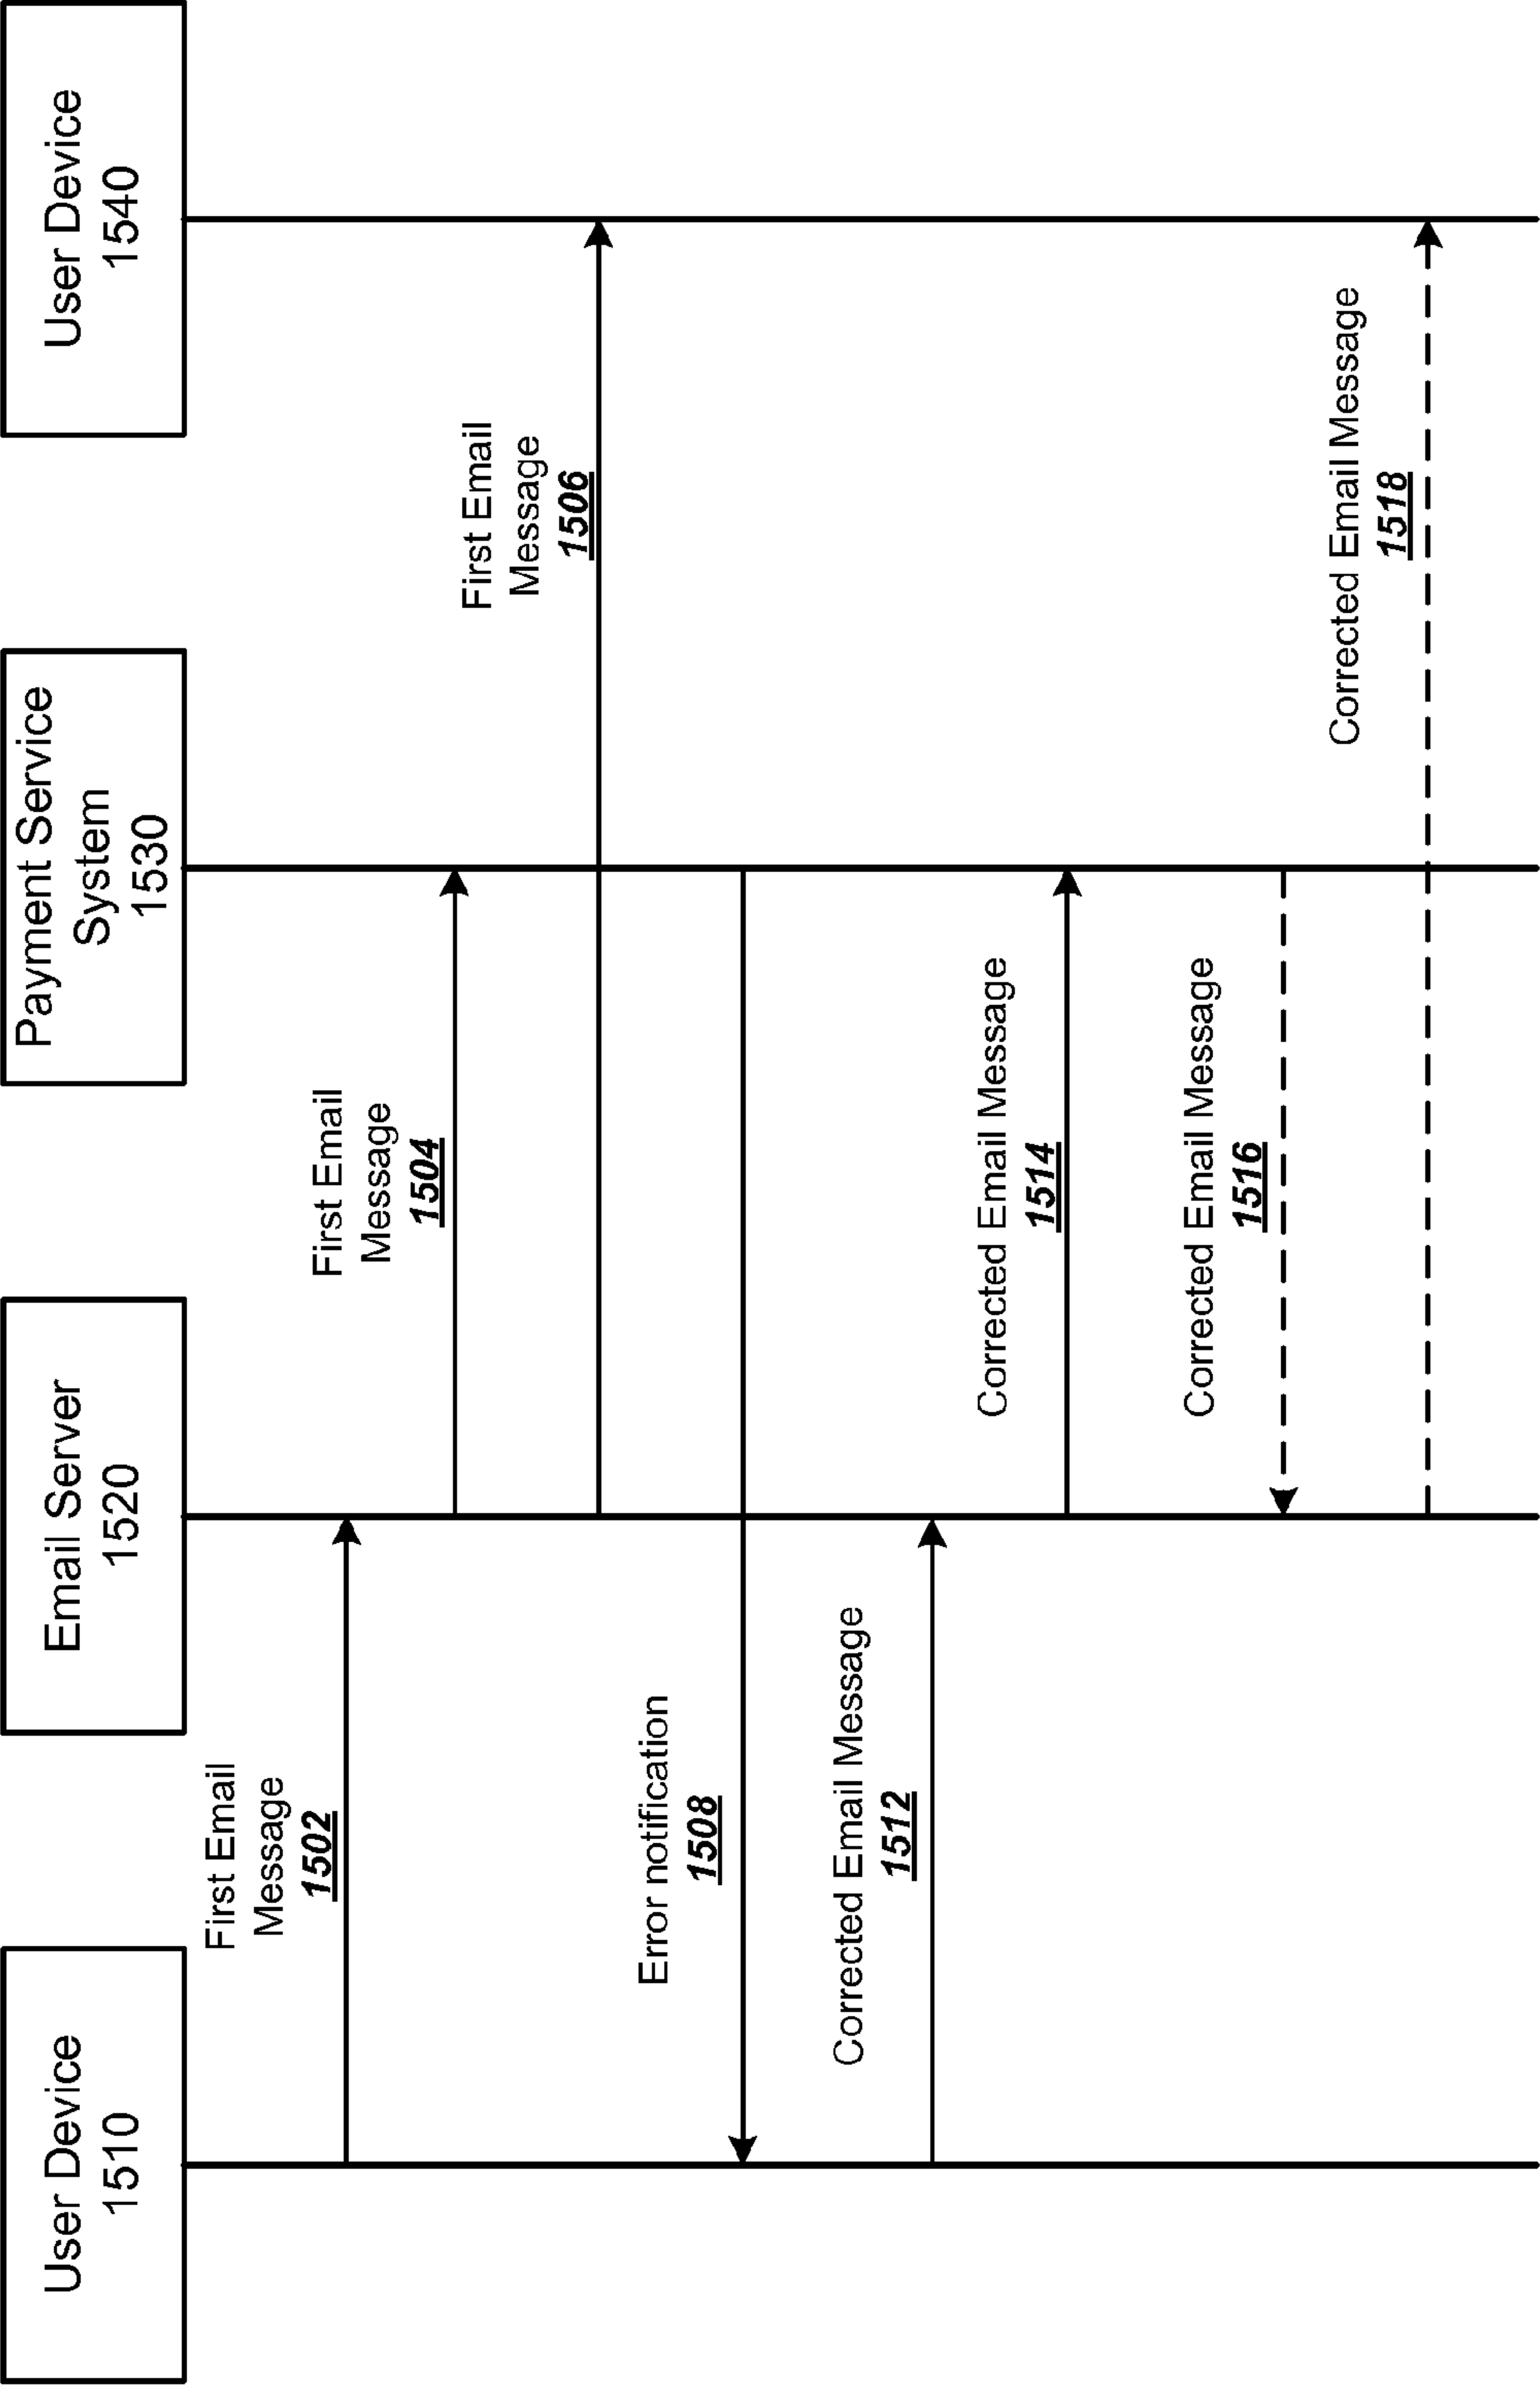 User Device
1510
Email Server
1520
Payment Service
System
1530
User Device
1540
First Email
Message
1502
First Email
Message
1504
First Email
Message
1506
Error notification
1508
Corrected Email Message
1512
Corrected Email Message
1514
Corrected Email Message
1516
Corrected Email Message
1518